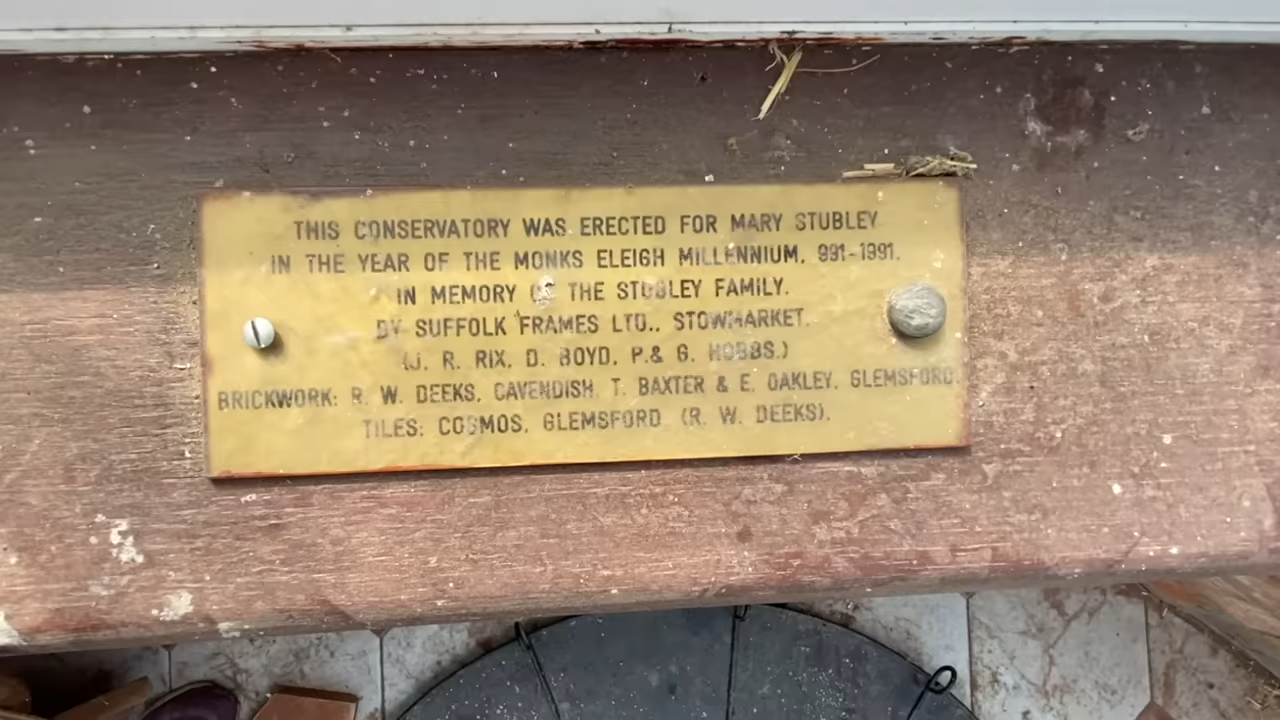 THIS CONSERVATORY WAS ERECTED FOR MARY STUBLEY
IN THE YEAR OF THE MONKS ELEIGH MILLENNIUM, 991-1991.
IN MEMORY OF THE STUBLEY FAMILY.
BY SUFFOLK FRAMES LTD., STOWMARKET.
(J. R. RIX, D. BOYD, P.& G. HOBBS.)
BRICKWORK: R. W. DEEKS, CAVENDISH, T. BAXTER & E. OAKLEY, GLEMSFORD.
TILES: COSMOS, GLEMSFORD (R. W. DEEKS).